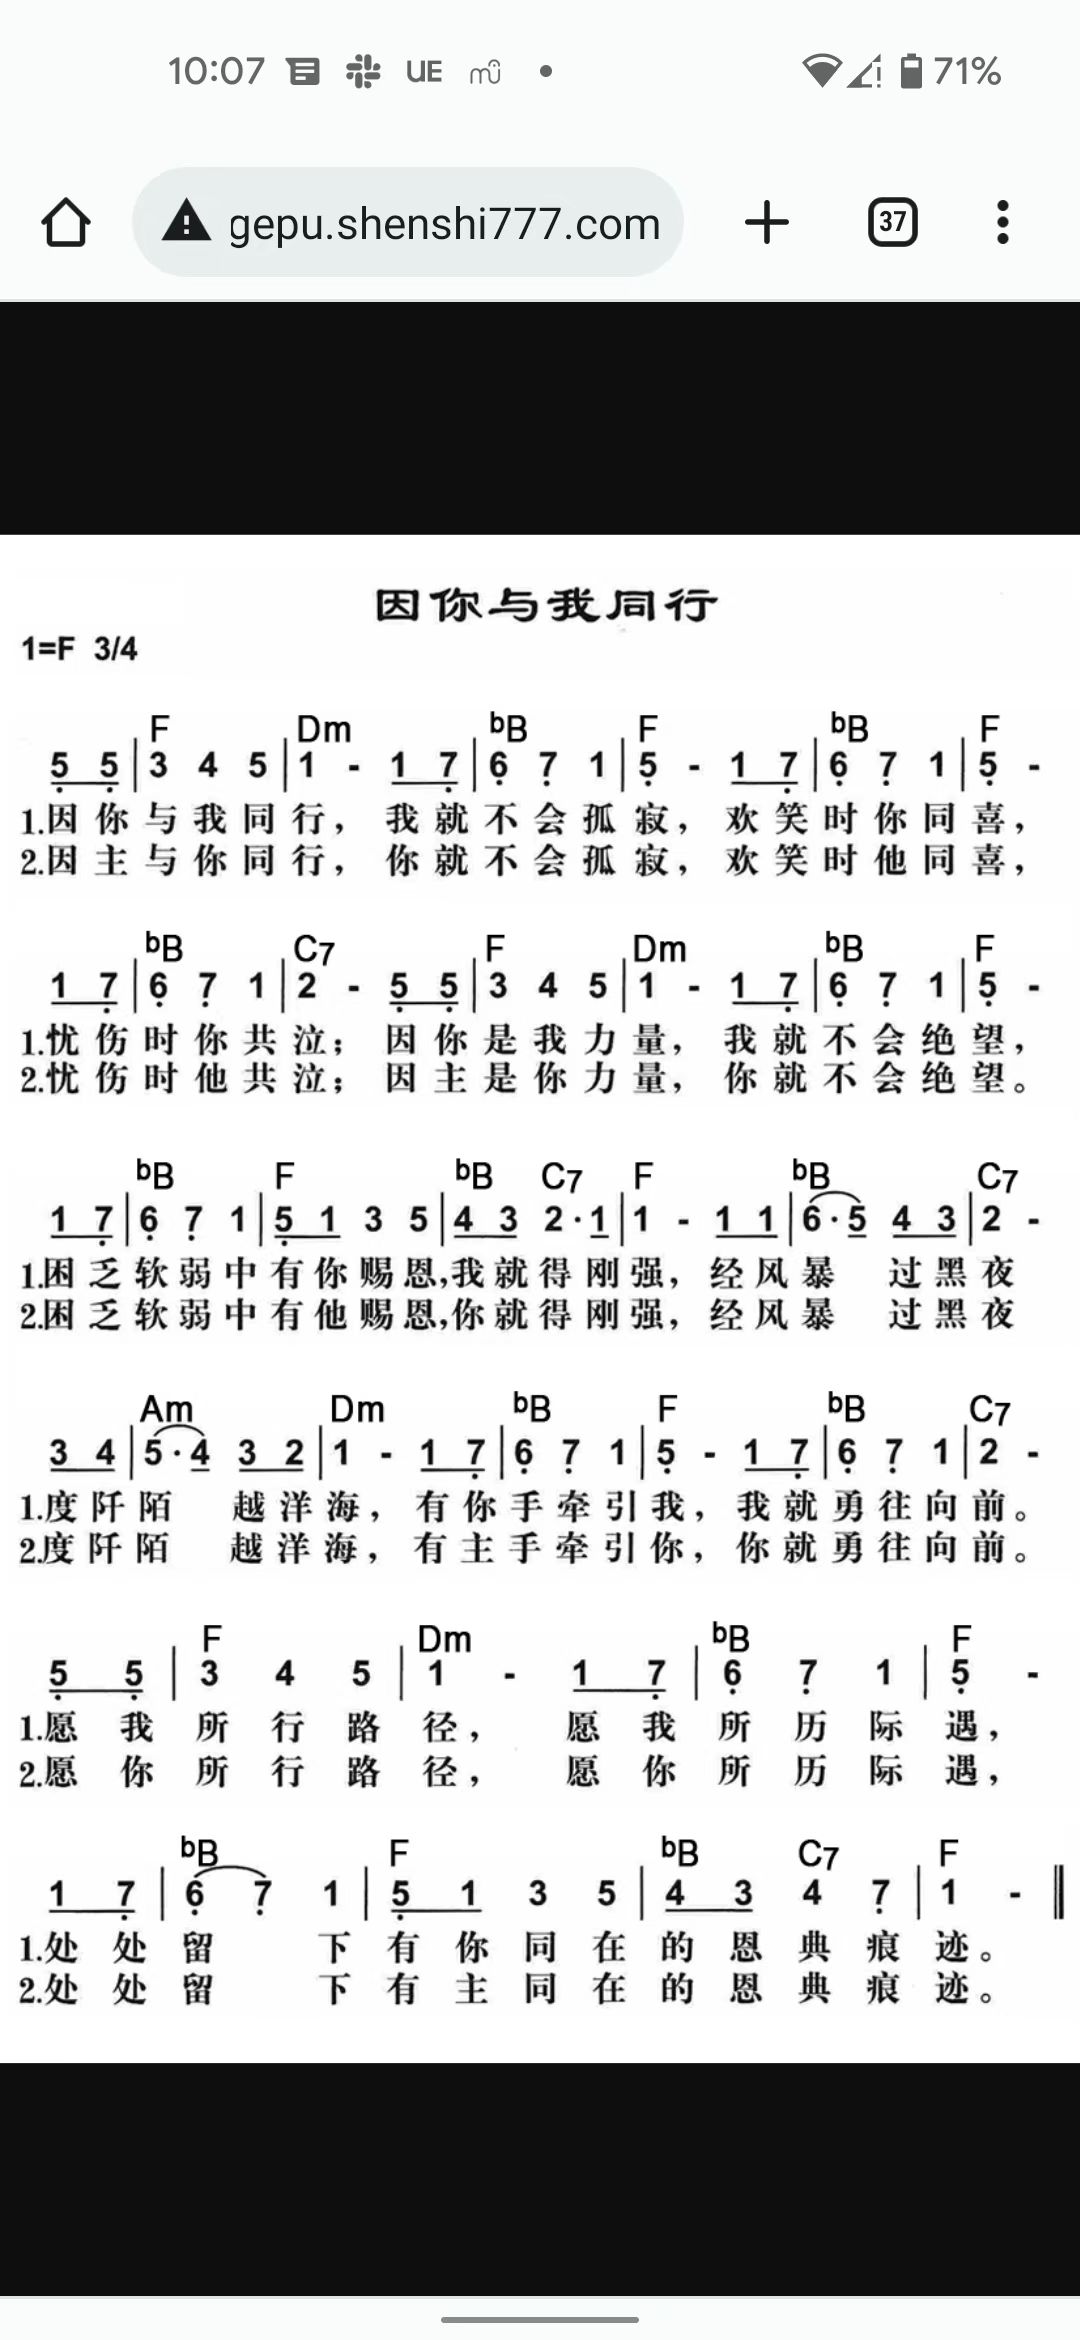 10:07 UE 71%
gepu.shenshi777.com 37
因你与我同行
1=F 3/4
F Dm bB F bB F
5 5 | 3 4 5 | 1 - 1 7 | 6 7 1 | 5 - 1 7 | 6 7 1 | 5 -
1.因你与我同行，我就不会孤寂，欢笑时你同喜，
2.因主与你同行，你就不会孤寂，欢笑时他同喜，
bB C7 F Dm bB F
1 7 | 6 7 1 | 2 - 5 5 | 3 4 5 | 1 - 1 7 | 6 7 1 | 5 -
1.忧伤时你共泣；因你是我力量，我就不会绝望，
2.忧伤时他共泣；因主是你力量，你就不会绝望。
bB F bB C7 F bB C7
1 7 | 6 7 1 | 5 1 3 5 | 4 3 2 · 1 | 1 - 1 1 | 6 · 5 4 3 | 2 -
1.困乏软弱中有你赐恩,我就得刚强，经风暴 过黑夜
2.困乏软弱中有他赐恩,你就得刚强，经风暴 过黑夜
Am Dm bB F bB C7
3 4 | 5 · 4 3 2 | 1 - 1 7 | 6 7 1 | 5 - 1 7 | 6 7 1 | 2 -
1.度阡陌 越洋海，有你手牵引我，我就勇往向前。
2.度阡陌 越洋海，有主手牵引你，你就勇往向前。
F Dm bB F
5 5 | 3 4 5 | 1 - 1 7 | 6 7 1 | 5 -
1.愿我所行路径，愿我所历际遇，
2.愿你所行路径，愿你所历际遇，
bB F bB C7 F
1 7 | 6 7 1 | 5 1 3 5 | 4 3 4 7 | 1 - ‖
1.处处留 下有你同在的恩典痕迹。
2.处处留 下有主同在的恩典痕迹。